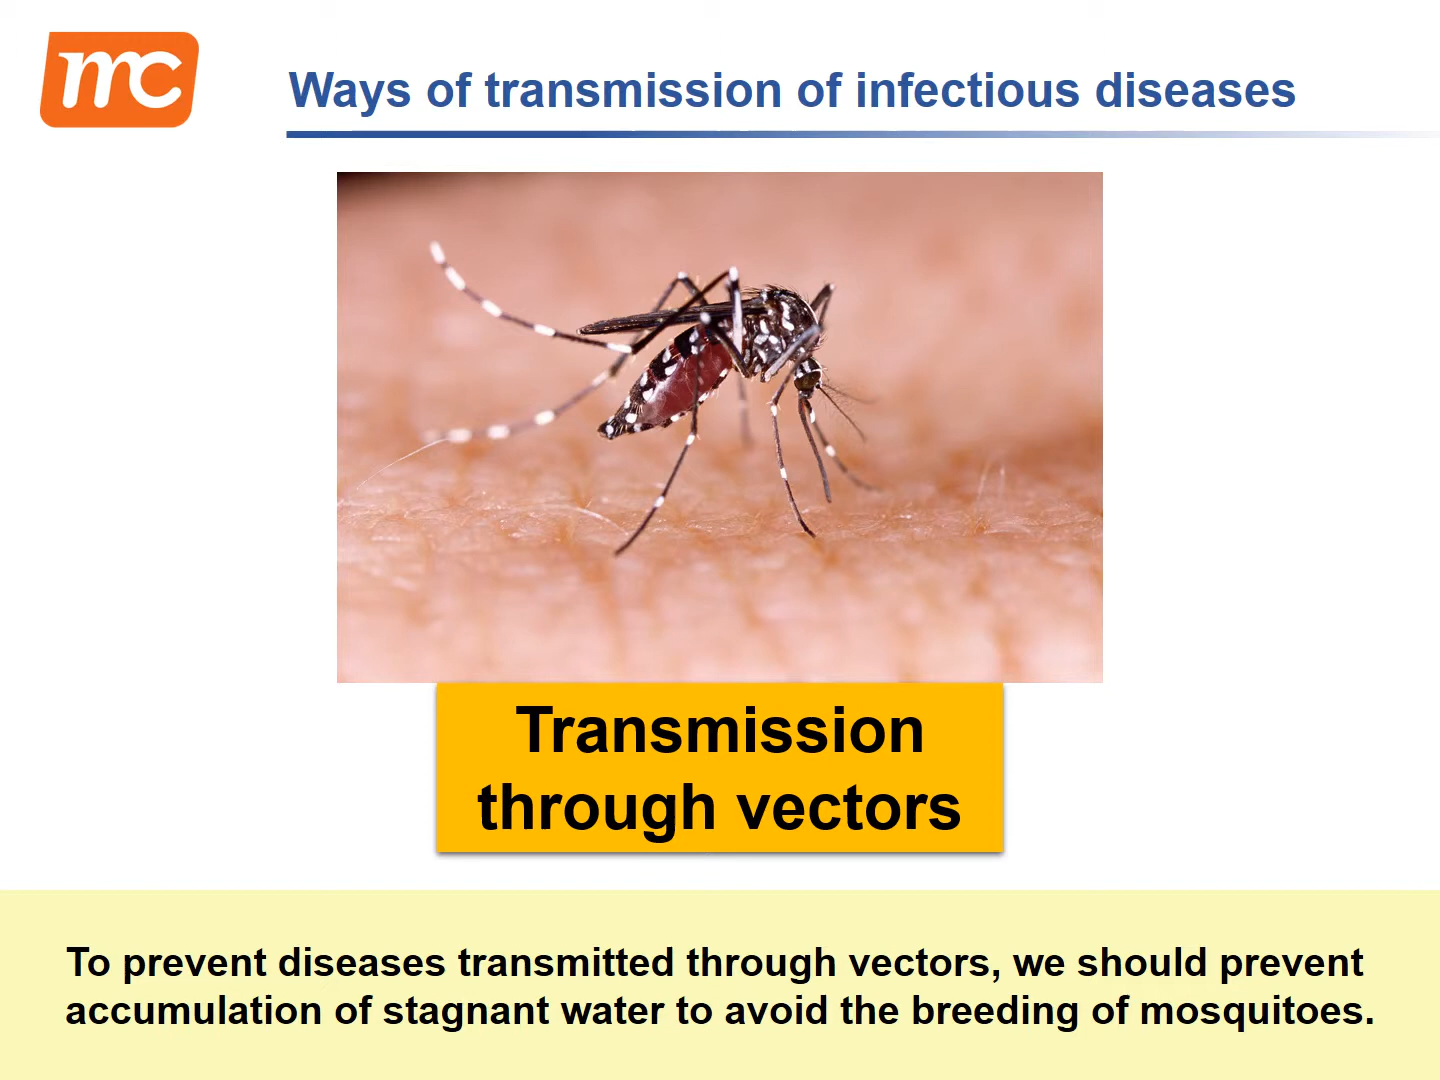 mc
Ways of transmission of infectious diseases
Transmission
through vectors
To prevent diseases transmitted through vectors, we should prevent
accumulation of stagnant water to avoid the breeding of mosquitoes.